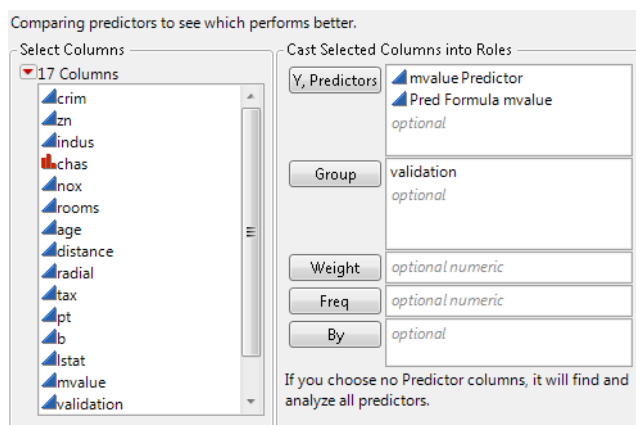 Comparing predictors to see which performs better.
Select Columns
17 Columns
crim
zn
indus
chas
nox
rooms
age
distance
radial
tax
pt
b
lstat
mvalue
validation
Cast Selected Columns into Roles
Y, Predictors
mvalue Predictor
Pred Formula mvalue
optional
Group
validation
optional
Weight
optional numeric
Freq
optional numeric
By
optional
If you choose no Predictor columns, it will find and
analyze all predictors.